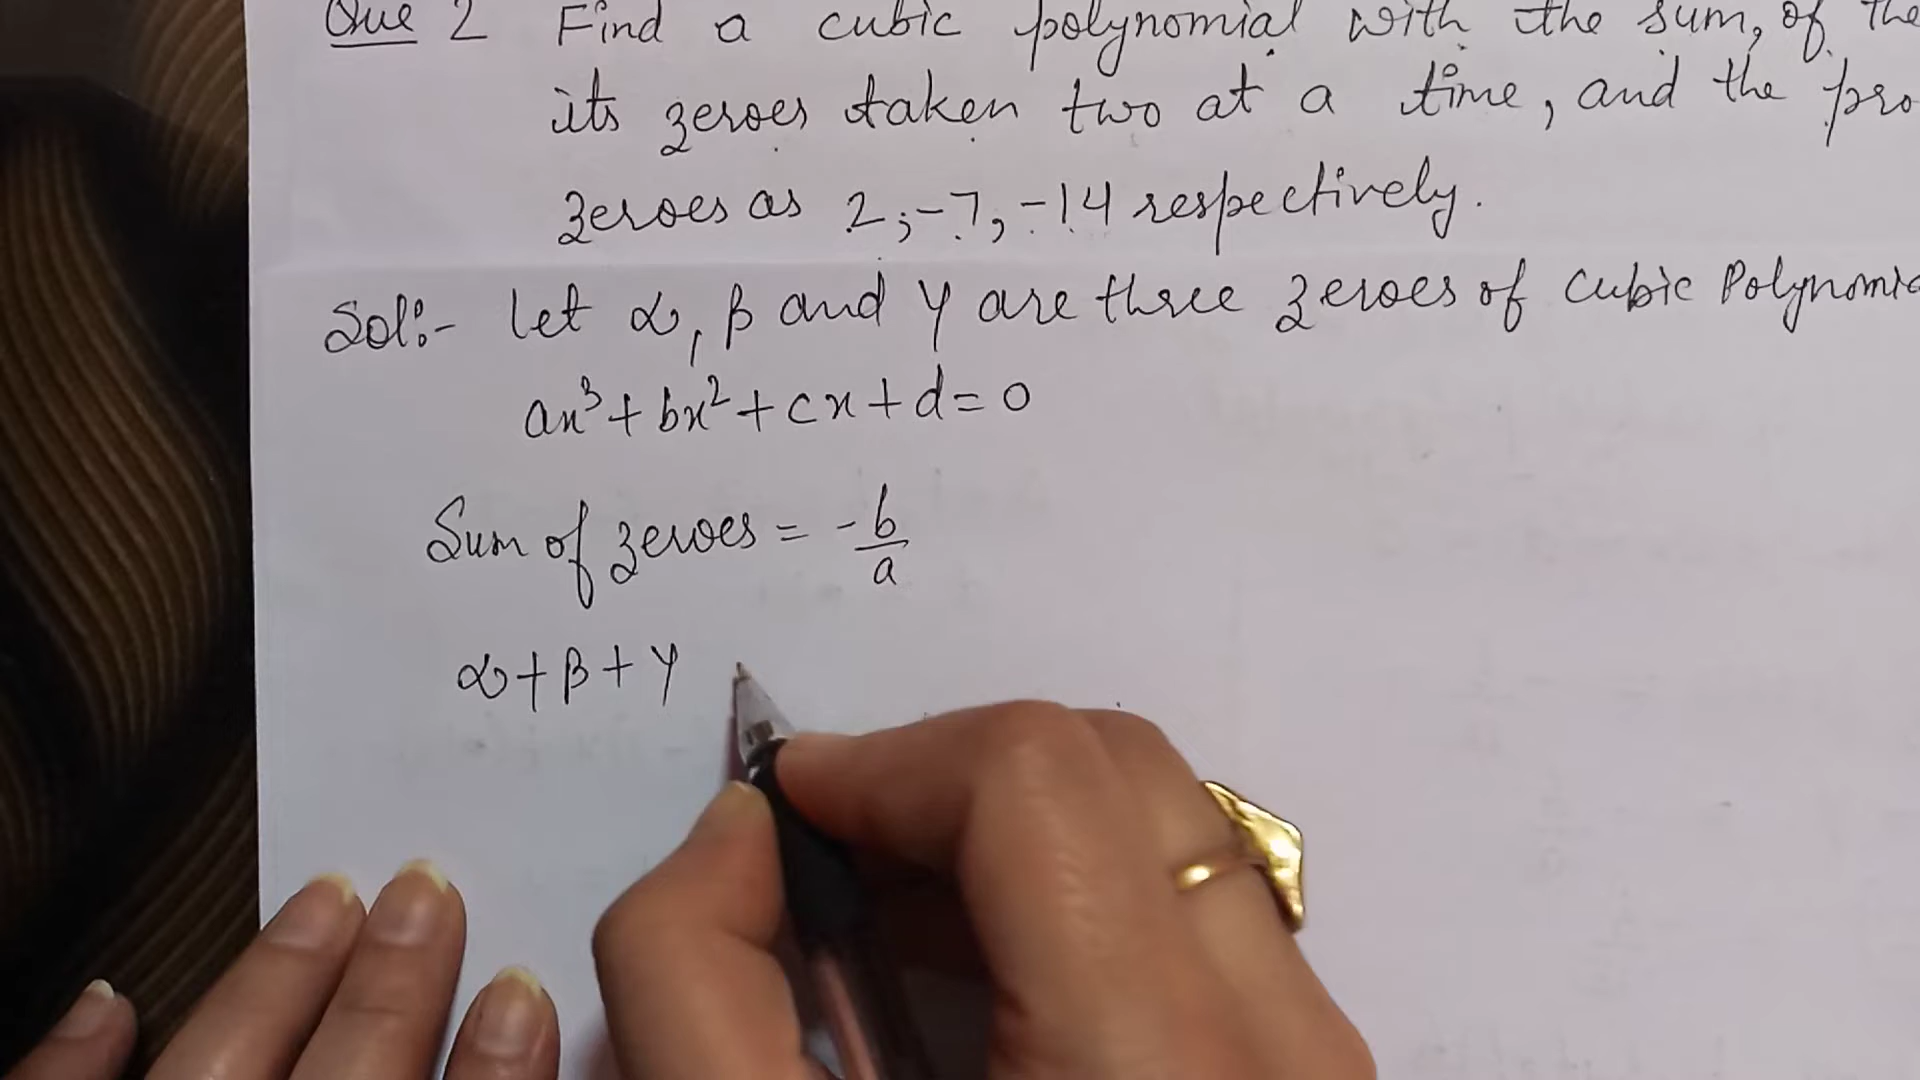 Que 2 Find a cubic polynomial with the sum, of the
its zeroes taken two at a time, and the pro
zeroes as 2, -7, -14 respectively.
Sol:- let α, β and γ are three zeroes of cubic Polynomia
ax³ + bx² + cx + d = 0
Sum of zeroes = -b/a
α + β + γ